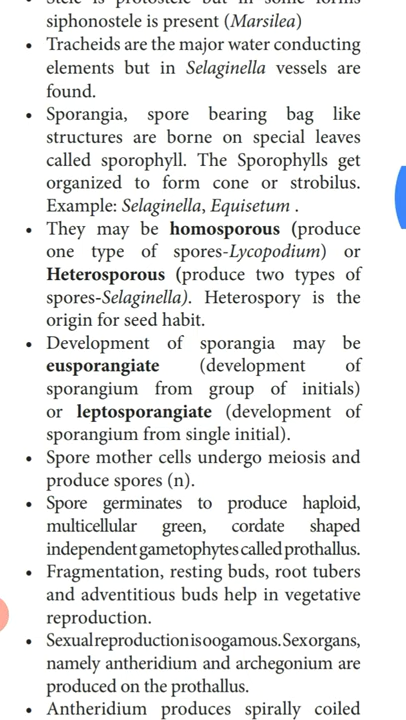 Stele is protostele but in some forms
siphonostele is present (Marsilea)
• Tracheids are the major water conducting
elements but in Selaginella vessels are
found.
• Sporangia, spore bearing bag like
structures are borne on special leaves
called sporophyll. The Sporophylls get
organized to form cone or strobilus.
Example: Selaginella, Equisetum .
• They may be homosporous (produce
one type of spores-Lycopodium) or
Heterosporous (produce two types of
spores-Selaginella). Heterospory is the
origin for seed habit.
• Development of sporangia may be
eusporangiate (development of
sporangium from group of initials)
or leptosporangiate (development of
sporangium from single initial).
• Spore mother cells undergo meiosis and
produce spores (n).
• Spore germinates to produce haploid,
multicellular green, cordate shaped
independent gametophytes called prothallus.
• Fragmentation, resting buds, root tubers
and adventitious buds help in vegetative
reproduction.
• Sexual reproduction is oogamous. Sex organs,
namely antheridium and archegonium are
produced on the prothallus.
• Antheridium produces spirally coiled